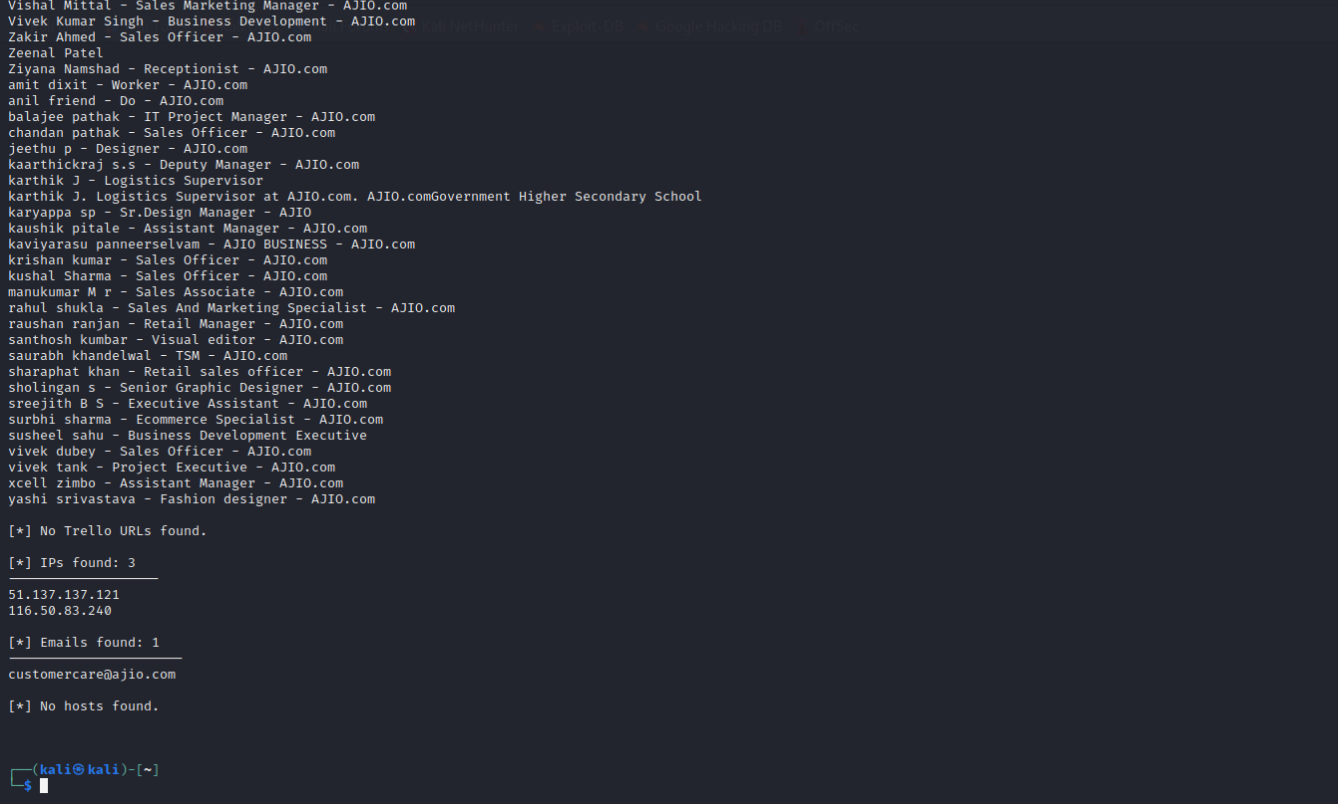 Kali NetHunter Exploit-DB Google Hacking DB OffSec
Vishal Mittal - Sales Marketing Manager - AJIO.com
Vivek Kumar Singh - Business Development - AJIO.com
Zakir Ahmed - Sales Officer - AJIO.com
Zeenal Patel
Ziyana Namshad - Receptionist - AJIO.com
amit dixit - Worker - AJIO.com
anil friend - Do - AJIO.com
balajee pathak - IT Project Manager - AJIO.com
chandan pathak - Sales Officer - AJIO.com
jeethu p - Designer - AJIO.com
kaarthickraj s.s - Deputy Manager - AJIO.com
karthik J - Logistics Supervisor
karthik J. Logistics Supervisor at AJIO.com. AJIO.comGovernment Higher Secondary School
karyappa sp - Sr.Design Manager - AJIO
kaushik pitale - Assistant Manager - AJIO.com
kaviyarasu panneerselvam - AJIO BUSINESS - AJIO.com
krishan kumar - Sales Officer - AJIO.com
kushal Sharma - Sales Officer - AJIO.com
manukumar M r - Sales Associate - AJIO.com
rahul shukla - Sales And Marketing Specialist - AJIO.com
raushan ranjan - Retail Manager - AJIO.com
santhosh kumbar - Visual editor - AJIO.com
saurabh khandelwal - TSM - AJIO.com
sharaphat khan - Retail sales officer - AJIO.com
sholingan s - Senior Graphic Designer - AJIO.com
sreejith B S - Executive Assistant - AJIO.com
surbhi sharma - Ecommerce Specialist - AJIO.com
susheel sahu - Business Development Executive
vivek dubey - Sales Officer - AJIO.com
vivek tank - Project Executive - AJIO.com
xcell zimbo - Assistant Manager - AJIO.com
yashi srivastava - Fashion designer - AJIO.com
[*] No Trello URLs found.
[*] IPs found: 3
-------------------
51.137.137.121
116.50.83.240
[*] Emails found: 1
----------------------
customercare@ajio.com
[*] No hosts found.
┌──(kali㉿kali)-[~]
└─$